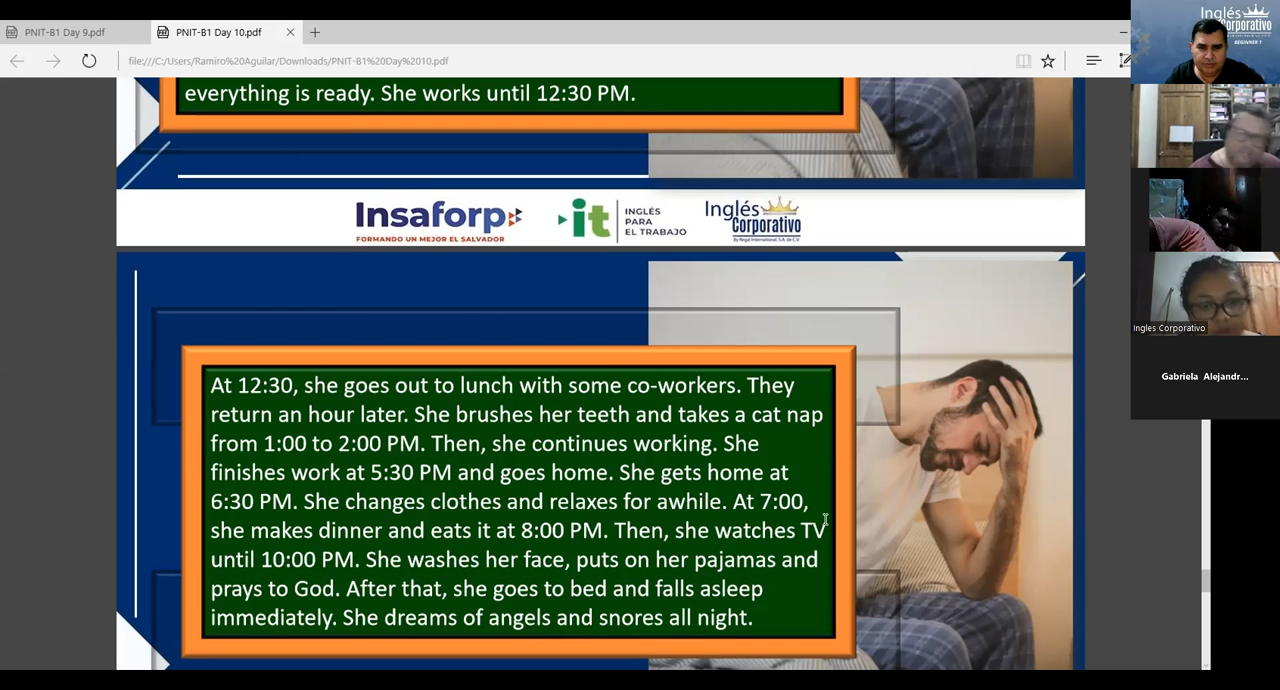 PNIT-B1 Day 9.pdf
PNIT-B1 Day 10.pdf
file:///C:/Users/Ramiro%20Aguilar/Downloads/PNIT-B1%20Day%2010.pdf
everything is ready. She works until 12:30 PM.
Insaforp
FORMANDO UN MEJOR EL SALVADOR
it
INGLÉS
PARA
EL TRABAJO
Inglés
Corporativo
By Regal International, S.A. de C.V.
At 12:30, she goes out to lunch with some co-workers. They
return an hour later. She brushes her teeth and takes a cat nap
from 1:00 to 2:00 PM. Then, she continues working. She
finishes work at 5:30 PM and goes home. She gets home at
6:30 PM. She changes clothes and relaxes for awhile. At 7:00,
she makes dinner and eats it at 8:00 PM. Then, she watches TV
until 10:00 PM. She washes her face, puts on her pajamas and
prays to God. After that, she goes to bed and falls asleep
immediately. She dreams of angels and snores all night.
Inglés
BEGINNER 1
Ingles Corporativo
Gabriela Alejandr...